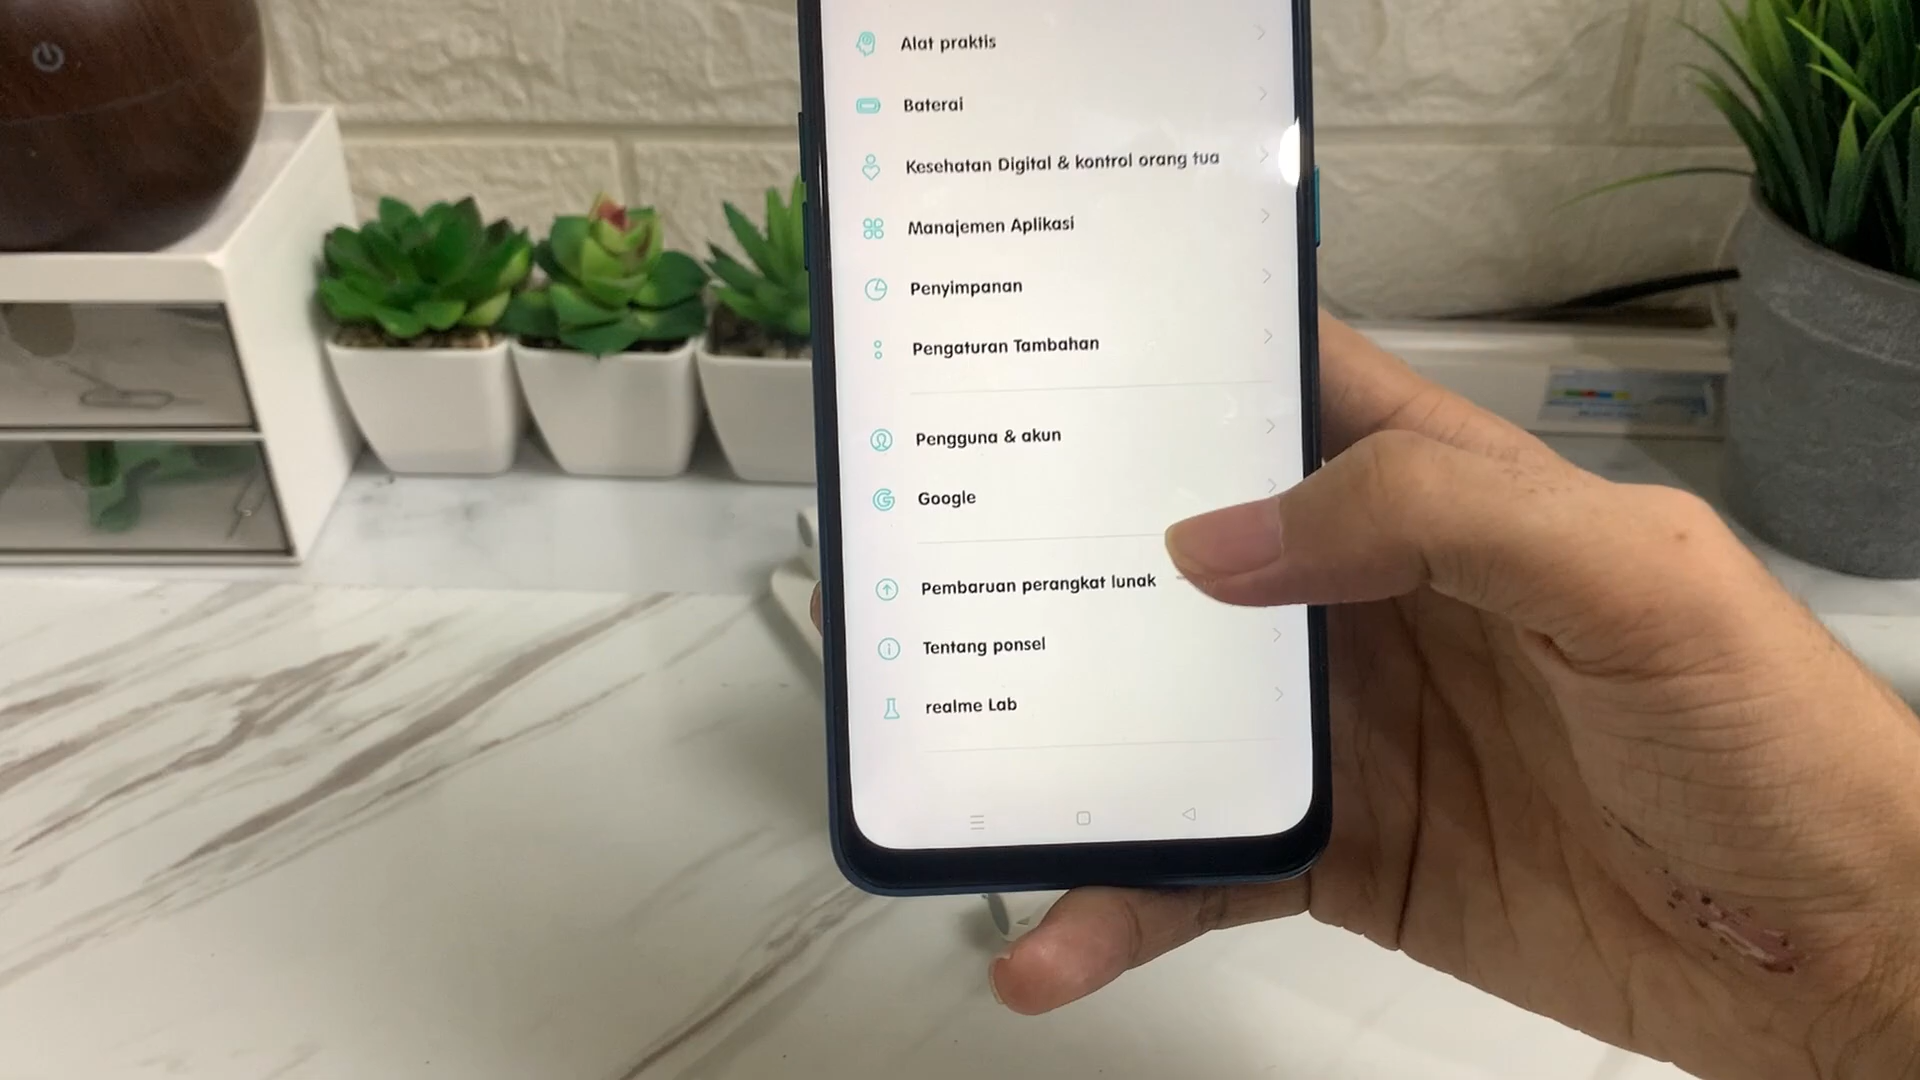 Alat praktis
Baterai
Kesehatan Digital & kontrol orang tua
Manajemen Aplikasi
Penyimpanan
Pengaturan Tambahan
Pengguna & akun
Google
Pembaruan perangkat lunak
Tentang ponsel
realme Lab